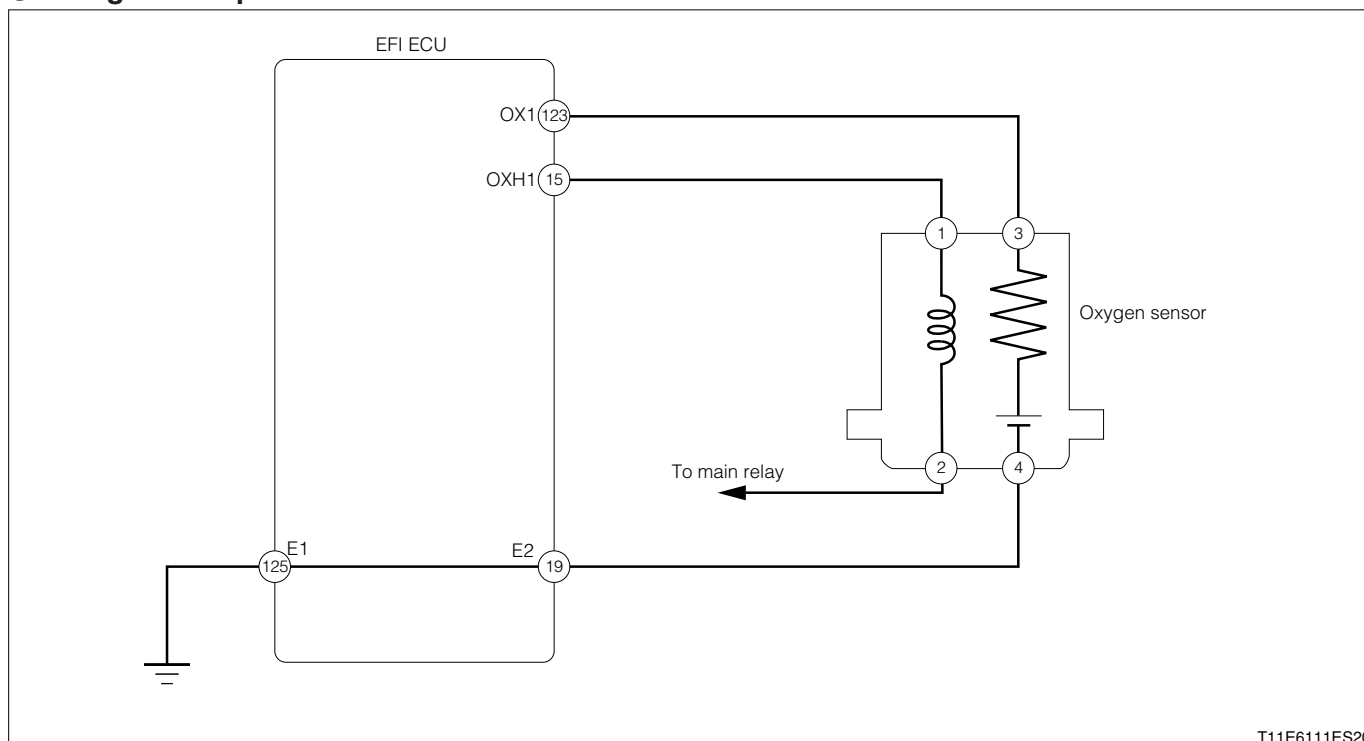 EFI ECU
OX1 123
OXH1 15
1 3
Oxygen sensor
To main relay
2 4
E1
125
E2
19
T11E6111ES20